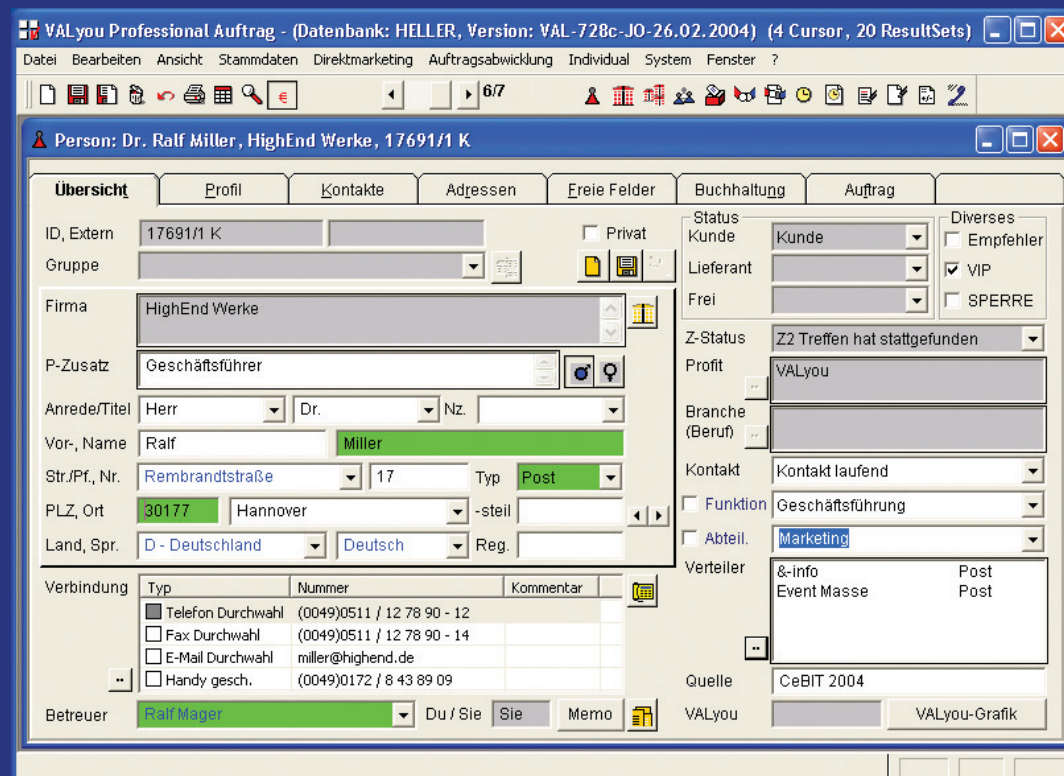 VALyou Professional Auftrag - (Datenbank: HELLER, Version: VAL-728c-JO-26.02.2004) (4 Cursor, 20 ResultSets)
Datei Bearbeiten Ansicht Stammdaten Direktmarketing Auftragsabwicklung Individual System Fenster ?
6/7
Person: Dr. Ralf Miller, HighEnd Werke, 17691/1 K
Übersicht Profil Kontakte Adressen Freie Felder Buchhaltung Auftrag
ID, Extern 17691/1 K Privat
Gruppe
Firma HighEnd Werke
P-Zusatz Geschäftsführer
Anrede/Titel Herr Dr. Nz.
Vor-, Name Ralf Miller
Str./Pf., Nr. Rembrandtstraße 17 Typ Post
PLZ, Ort 30177 Hannover -steil
Land, Spr. D - Deutschland Deutsch Reg.
Verbindung Typ Nummer Kommentar
Telefon Durchwahl (0049)0511 / 12 78 90 - 12
Fax Durchwahl (0049)0511 / 12 78 90 - 14
E-Mail Durchwahl miller@highend.de
Handy gesch. (0049)0172 / 8 43 89 09
Betreuer Ralf Mager Du / Sie Sie Memo
Status Diverses
Kunde Kunde Empfehler
Lieferant VIP
Frei SPERRE
Z-Status Z2 Treffen hat stattgefunden
Profit VALyou
Branche
(Beruf)
Kontakt Kontakt laufend
Funktion Geschäftsführung
Abteil. Marketing
Verteiler &-info Post
Event Masse Post
Quelle CeBIT 2004
VALyou VALyou-Grafik